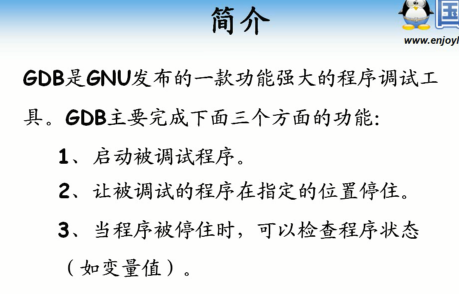 简介
国
www.enjoyl
GDB是GNU发布的一款功能强大的程序调试工
具。GDB主要完成下面三个方面的功能:
1、启动被调试程序。
2、让被调试的程序在指定的位置停住。
3、当程序被停住时，可以检查程序状态
（如变量值）。